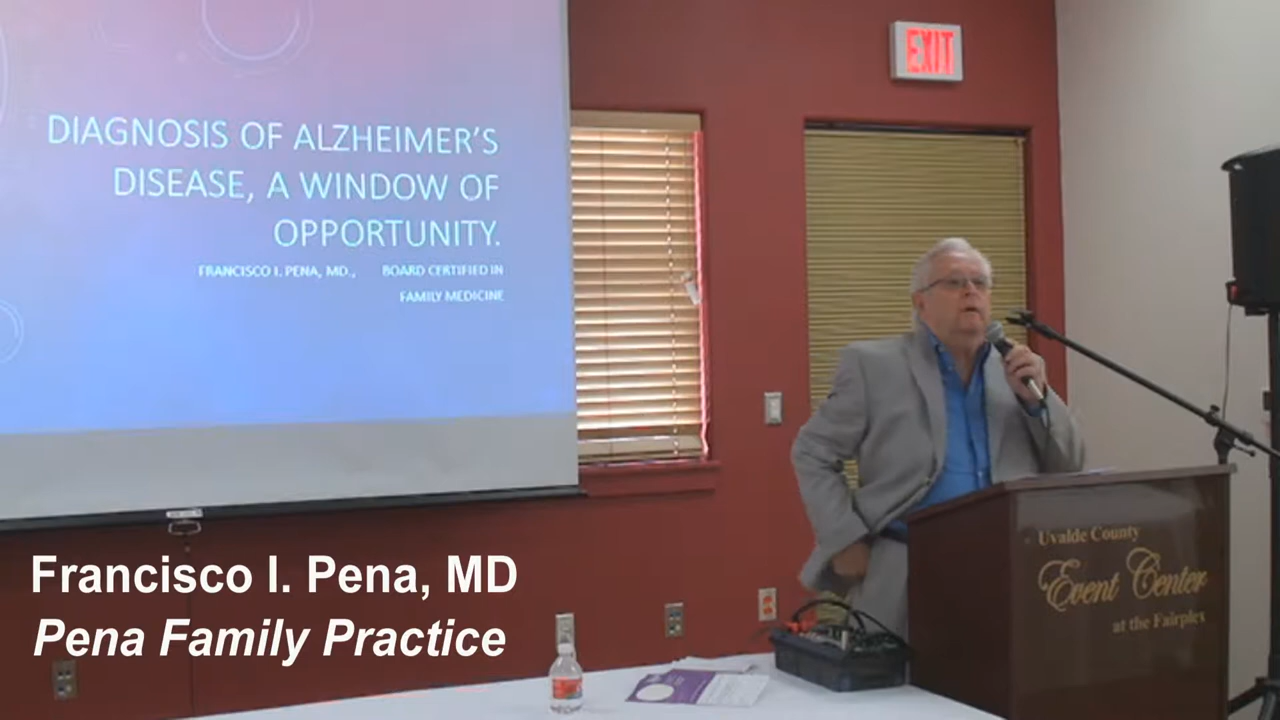 DIAGNOSIS OF ALZHEIMER'S
DISEASE, A WINDOW OF
OPPORTUNITY.
FRANCISCO I. PENA, MD., BOARD CERTIFIED IN
FAMILY MEDICINE
EXIT
Uvalde County
Event Center
at the Fairplex
Francisco I. Pena, MD
Pena Family Practice